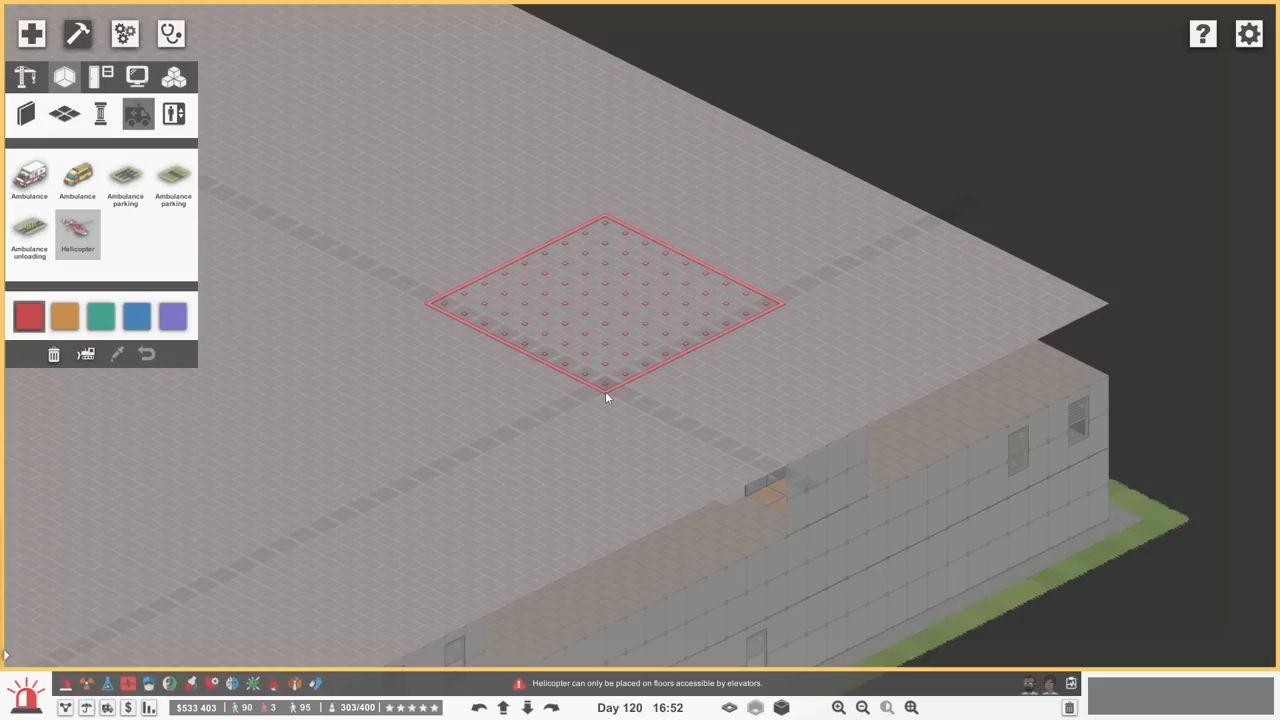 ?
Ambulance
Ambulance
Ambulance parking
Ambulance parking
Ambulance unloading
Helicopter
Helicopter can only be placed on floors accessible by elevators.
$533 403
90
3
95
303/400
Day 120 16:52